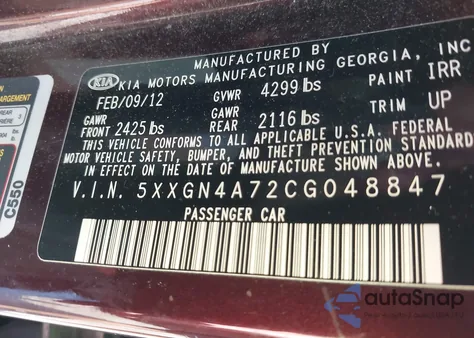 MANUFACTURED BY
KIA KIA MOTORS MANUFACTURING GEORGIA, INC
FEB/09/12 GVWR 4299 lbs PAINT IRR
GAWR FRONT 2425 lbs GAWR REAR 2116 lbs TRIM UP
THIS VEHICLE CONFORMS TO ALL APPLICABLE U.S.A. FEDERAL
MOTOR VEHICLE SAFETY, BUMPER, AND THEFT PREVENTION STANDARD
IN EFFECT ON THE DATE OF MANUFACTURE SHOWN ABOVE.
V.I.N. 5XXGN4A72CG048847
PASSENGER CAR
C550
autoSnap